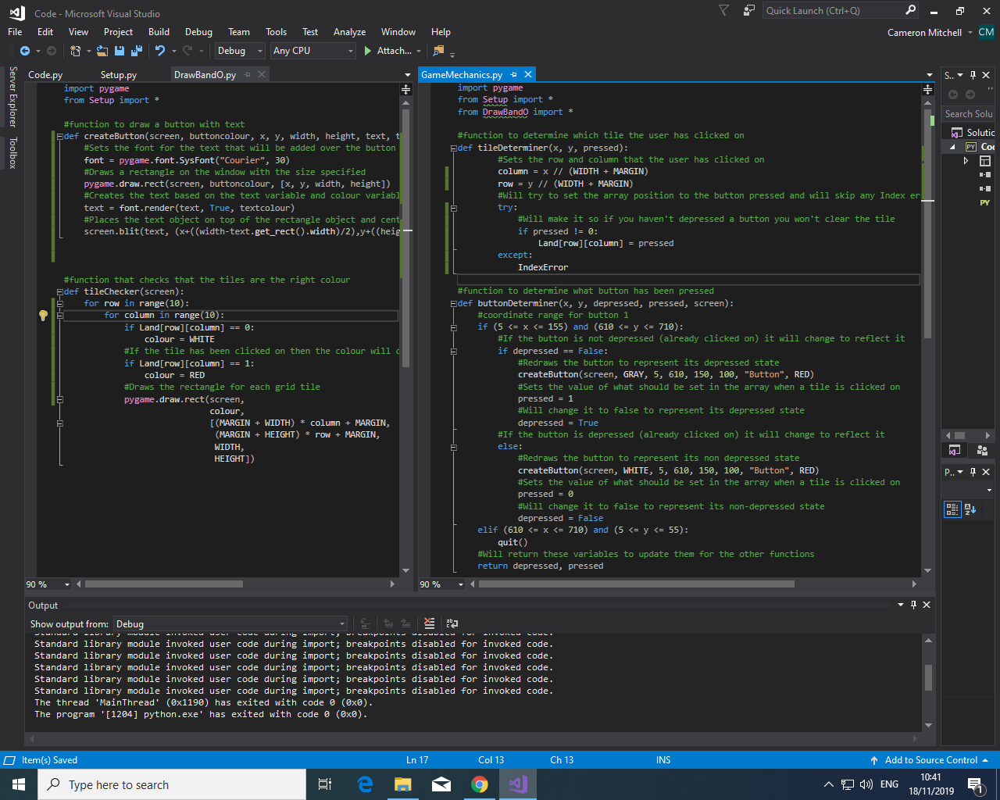 Code - Microsoft Visual Studio
Quick Launch (Ctrl+Q)
File Edit View Project Build Debug Team Tools Test Analyze Window Help
Cameron Mitchell CM
Debug Any CPU Attach...
Server Explorer
Toolbox
Code.py Setup.py DrawBandO.py
import pygame
from Setup import *
#function to draw a button with text
def createButton(screen, buttoncolour, x, y, width, height, text, t
#Sets the font for the text that will be added over the button
font = pygame.font.SysFont("Courier", 30)
#Draws a rectangle on the window with the size specified
pygame.draw.rect(screen, buttoncolour, [x, y, width, height])
#Creates the text based on the text variable and colour variabl
text = font.render(text, True, textcolour)
#Places the text object on top of the rectangle object and cent
screen.blit(text, (x+((width-text.get_rect().width)/2),y+((heig
#function that checks that the tiles are the right colour
def tileChecker(screen):
for row in range(10):
for column in range(10):
if Land[row][column] == 0:
colour = WHITE
#If the tile has been clicked on then the colour will c
if Land[row][column] == 1:
colour = RED
#Draws the rectangle for each grid tile
pygame.draw.rect(screen,
colour,
[(MARGIN + WIDTH) * column + MARGIN,
(MARGIN + HEIGHT) * row + MARGIN,
WIDTH,
HEIGHT])
90 %
GameMechanics.py
import pygame
from Setup import *
from DrawBandO import *
#function to determine which tile the user has clicked on
def tileDeterminer(x, y, pressed):
#Sets the row and column that the user has clicked on
column = x // (WIDTH + MARGIN)
row = y // (WIDTH + MARGIN)
#Will try to set the array position to the button pressed and will skip any Index er
try:
#Will make it so if you haven't depressed a button you won't clear the tile
if pressed != 0:
Land[row][column] = pressed
except:
IndexError
#function to determine what button has been pressed
def buttonDeterminer(x, y, depressed, pressed, screen):
#coordinate range for button 1
if (5 <= x <= 155) and (610 <= y <= 710):
#If the button is not depressed (already clicked on) it will change to reflect it
if depressed == False:
#Redraws the button to represent its depressed state
createButton(screen, GRAY, 5, 610, 150, 100, "Button", RED)
#Sets the value of what should be set in the array when a tile is clicked on
pressed = 1
#Will change it to false to represent its depressed state
depressed = True
#If the button is depressed (already clicked on) it will change to reflect it
else:
#Redraws the button to represent its non depressed state
createButton(screen, WHITE, 5, 610, 150, 100, "Button", RED)
#Sets the value of what should be set in the array when a tile is clicked on
pressed = 0
#Will change it to false to represent its non-depressed state
depressed = False
elif (610 <= x <= 710) and (5 <= y <= 55):
quit()
#Will return these variables to update them for the other functions
return depressed, pressed
90 %
S..
Search Solu
Solutio
PY Cod
PY
P..
Output
Show output from: Debug
Standard library module invoked user code during import; breakpoints disabled for invoked code.
Standard library module invoked user code during import; breakpoints disabled for invoked code.
Standard library module invoked user code during import; breakpoints disabled for invoked code.
Standard library module invoked user code during import; breakpoints disabled for invoked code.
Standard library module invoked user code during import; breakpoints disabled for invoked code.
Standard library module invoked user code during import; breakpoints disabled for invoked code.
The thread 'MainThread' (0x1190) has exited with code 0 (0x0).
The program '[1204] python.exe' has exited with code 0 (0x0).
Item(s) Saved Ln 17 Col 13 Ch 13 INS Add to Source Control
Type here to search
ENG
10:41
18/11/2019
1